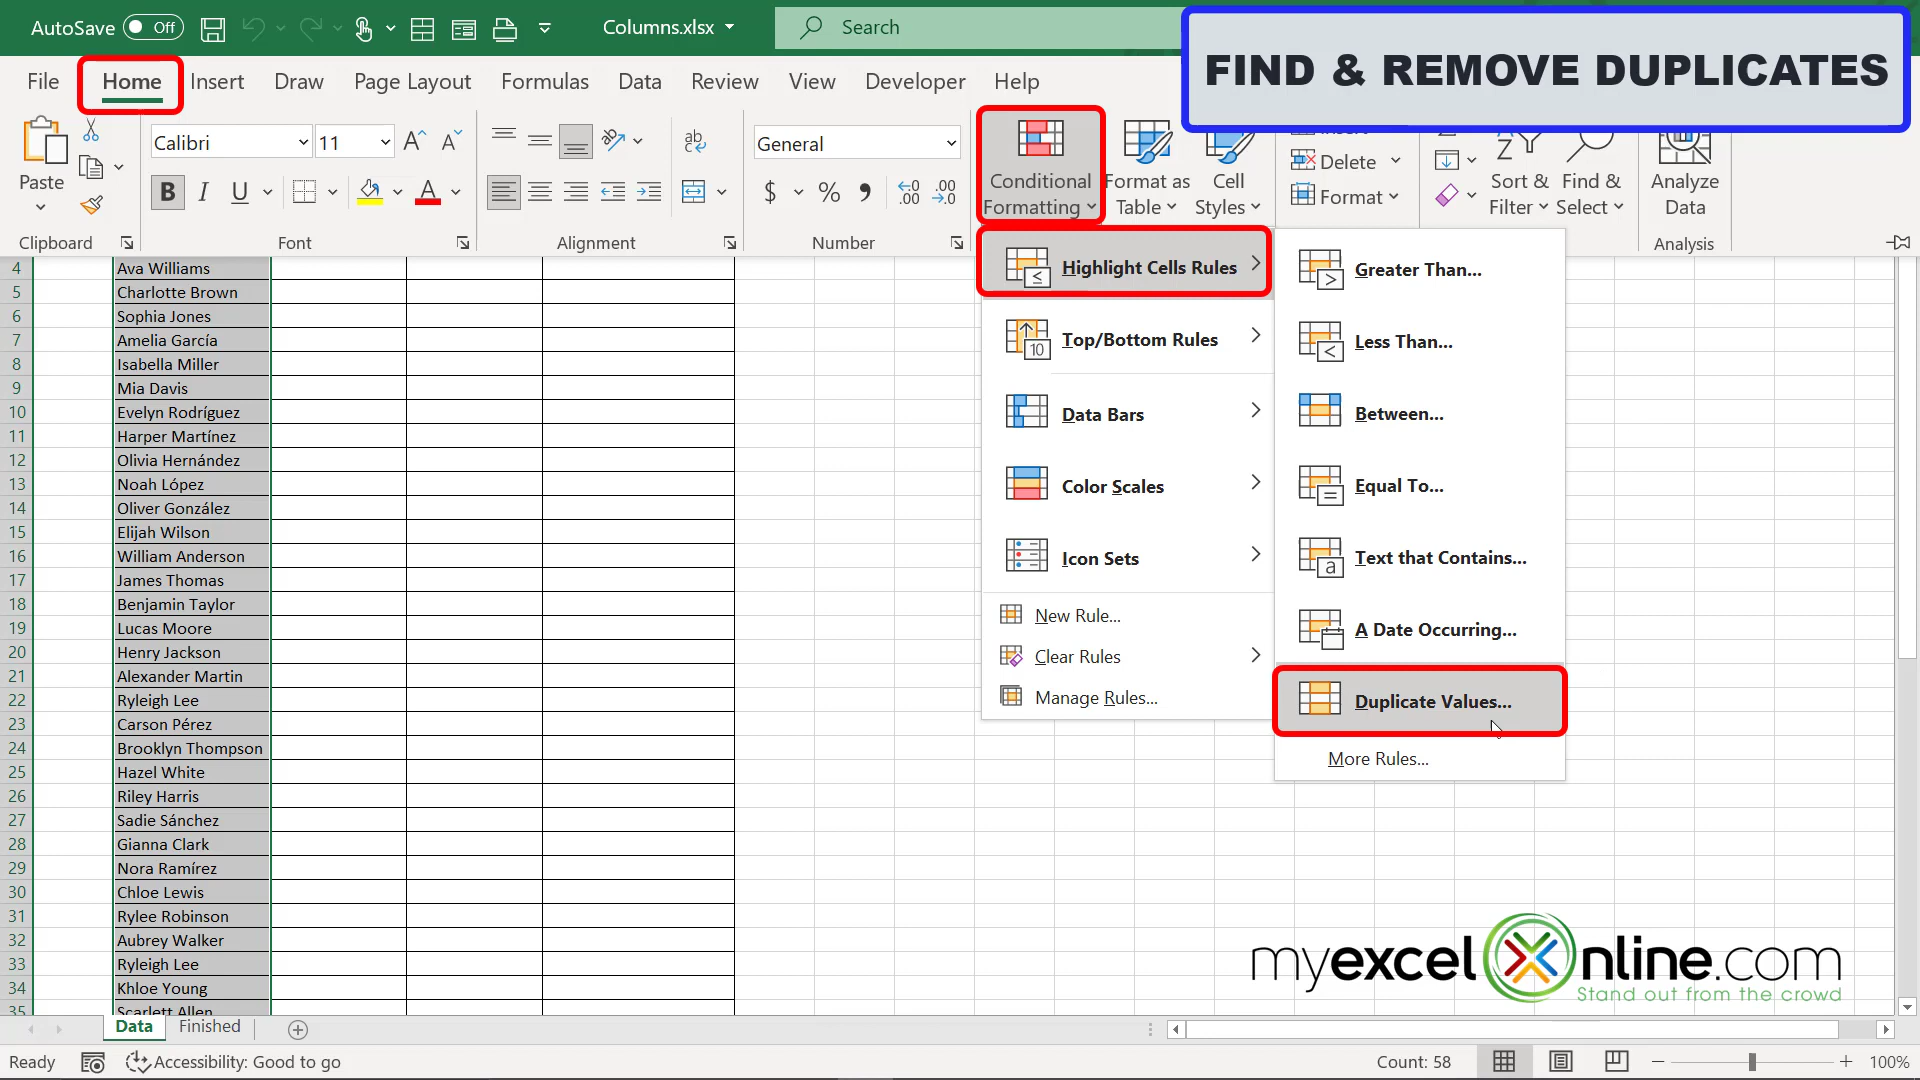 AutoSave Off Columns.xlsx Search
FIND & REMOVE DUPLICATES
File Home Insert Draw Page Layout Formulas Data Review View Developer Help
Calibri 11 General
Paste
B I U A $ % 9
Conditional
Formatting
Format as
Table
Cell
Styles
Delete
Format
Sort &
Filter
Find &
Select
Analyze
Data
Clipboard Font Alignment Number Analysis
4 Ava Williams
5 Charlotte Brown
6 Sophia Jones
7 Amelia García
8 Isabella Miller
9 Mia Davis
10 Evelyn Rodríguez
11 Harper Martínez
12 Olivia Hernández
13 Noah López
14 Oliver González
15 Elijah Wilson
16 William Anderson
17 James Thomas
18 Benjamin Taylor
19 Lucas Moore
20 Henry Jackson
21 Alexander Martin
22 Ryleigh Lee
23 Carson Pérez
24 Brooklyn Thompson
25 Hazel White
26 Riley Harris
27 Sadie Sánchez
28 Gianna Clark
29 Nora Ramírez
30 Chloe Lewis
31 Rylee Robinson
32 Aubrey Walker
33 Ryleigh Lee
34 Khloe Young
35 Scarlett Allen
Highlight Cells Rules
Top/Bottom Rules
Data Bars
Color Scales
Icon Sets
New Rule...
Clear Rules
Manage Rules...
Greater Than...
Less Than...
Between...
Equal To...
Text that Contains...
A Date Occurring...
Duplicate Values...
More Rules...
myexcelOnline.com
Stand out from the crowd
Data Finished
Ready Accessibility: Good to go Count: 58 100%